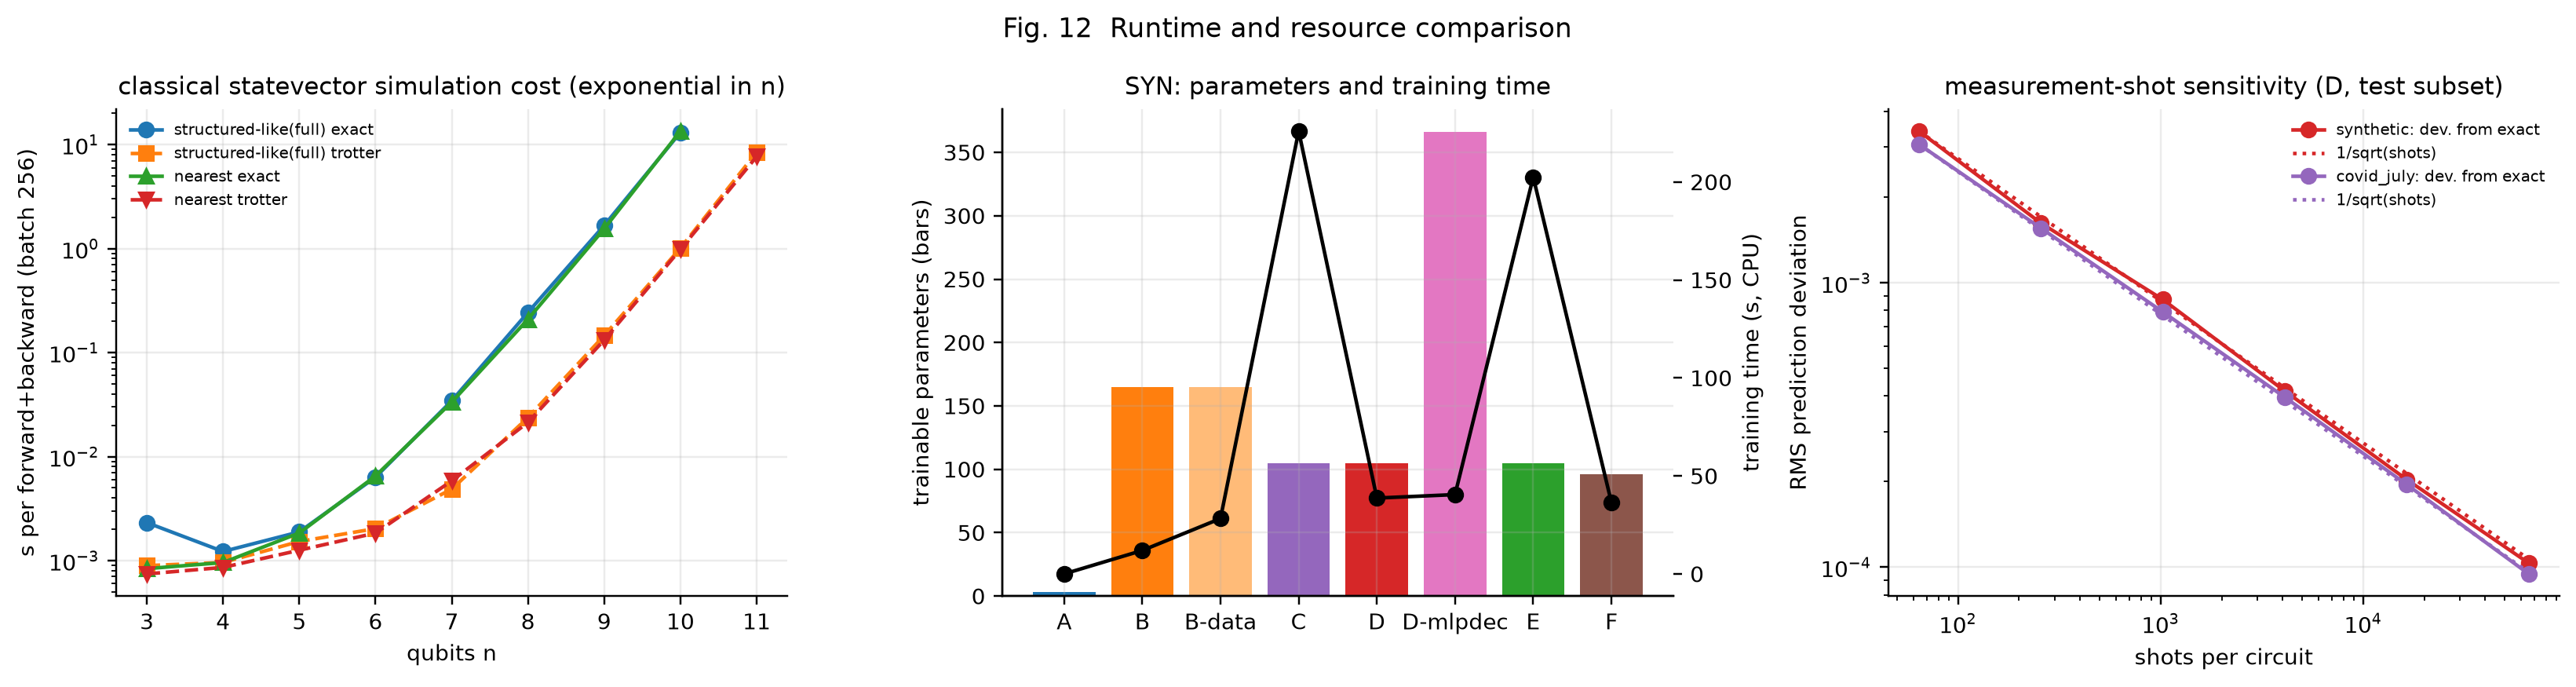 Fig. 12  Runtime and resource comparison
classical statevector simulation cost (exponential in n)
s per forward+backward (batch 256)
structured-like(full) exact
structured-like(full) trotter
nearest exact
nearest trotter
10^1
10^0
10^-1
10^-2
10^-3
3 4 5 6 7 8 9 10 11
qubits n
SYN: parameters and training time
trainable parameters (bars)
350
300
250
200
150
100
50
0
A B B-data C D D-mlpdec E F
200
150
100
50
0
training time (s, CPU)
measurement-shot sensitivity (D, test subset)
RMS prediction deviation
synthetic: dev. from exact
1/sqrt(shots)
covid_july: dev. from exact
1/sqrt(shots)
10^-3
10^-4
10^2 10^3 10^4
shots per circuit